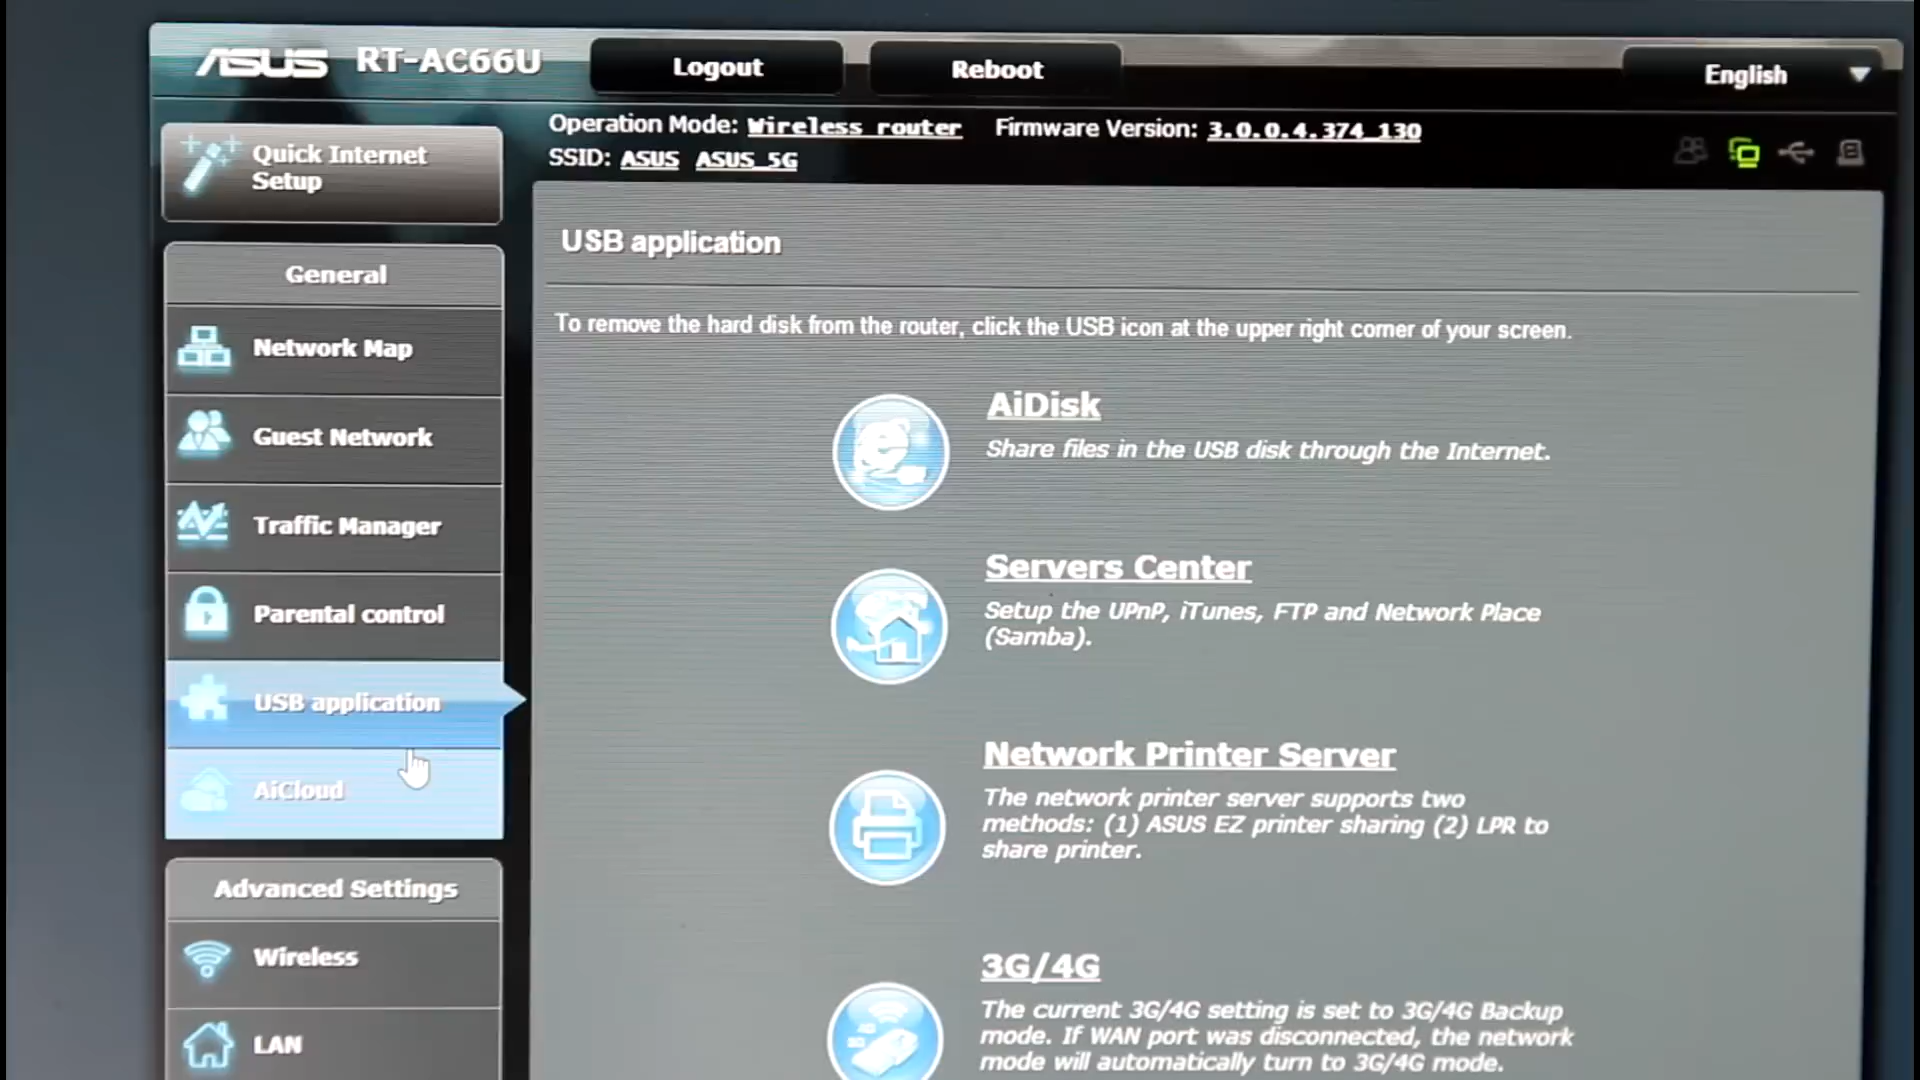 ASUS RT-AC66U Logout Reboot English
Operation Mode: Wireless router Firmware Version: 3.0.0.4.374_130
SSID: ASUS ASUS_5G
Quick Internet
Setup
General
Network Map
Guest Network
Traffic Manager
Parental control
USB application
AiCloud
Advanced Settings
Wireless
LAN
USB application
To remove the hard disk from the router, click the USB icon at the upper right corner of your screen.
AiDisk
Share files in the USB disk through the Internet.
Servers Center
Setup the UPnP, iTunes, FTP and Network Place
(Samba).
Network Printer Server
The network printer server supports two
methods: (1) ASUS EZ printer sharing (2) LPR to
share printer.
3G/4G
The current 3G/4G setting is set to 3G/4G Backup
mode. If WAN port was disconnected, the network
mode will automatically turn to 3G/4G mode.